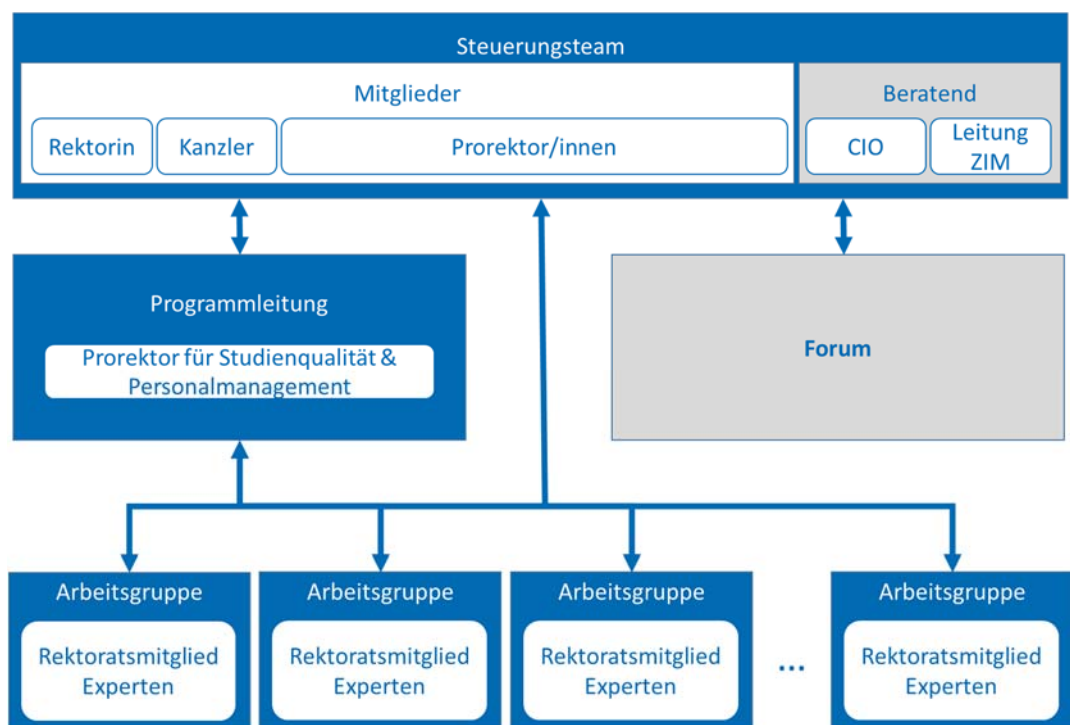 Steuerungsteam
Mitglieder
Beratend
Rektorin
Kanzler
Prorektor/innen
CIO
Leitung
ZIM
Programmleitung
Prorektor für Studienqualität &
Personalmanagement
Forum
Arbeitsgruppe
Rektoratsmitglied
Experten
Arbeitsgruppe
Rektoratsmitglied
Experten
Arbeitsgruppe
Rektoratsmitglied
Experten
...
Arbeitsgruppe
Rektoratsmitglied
Experten